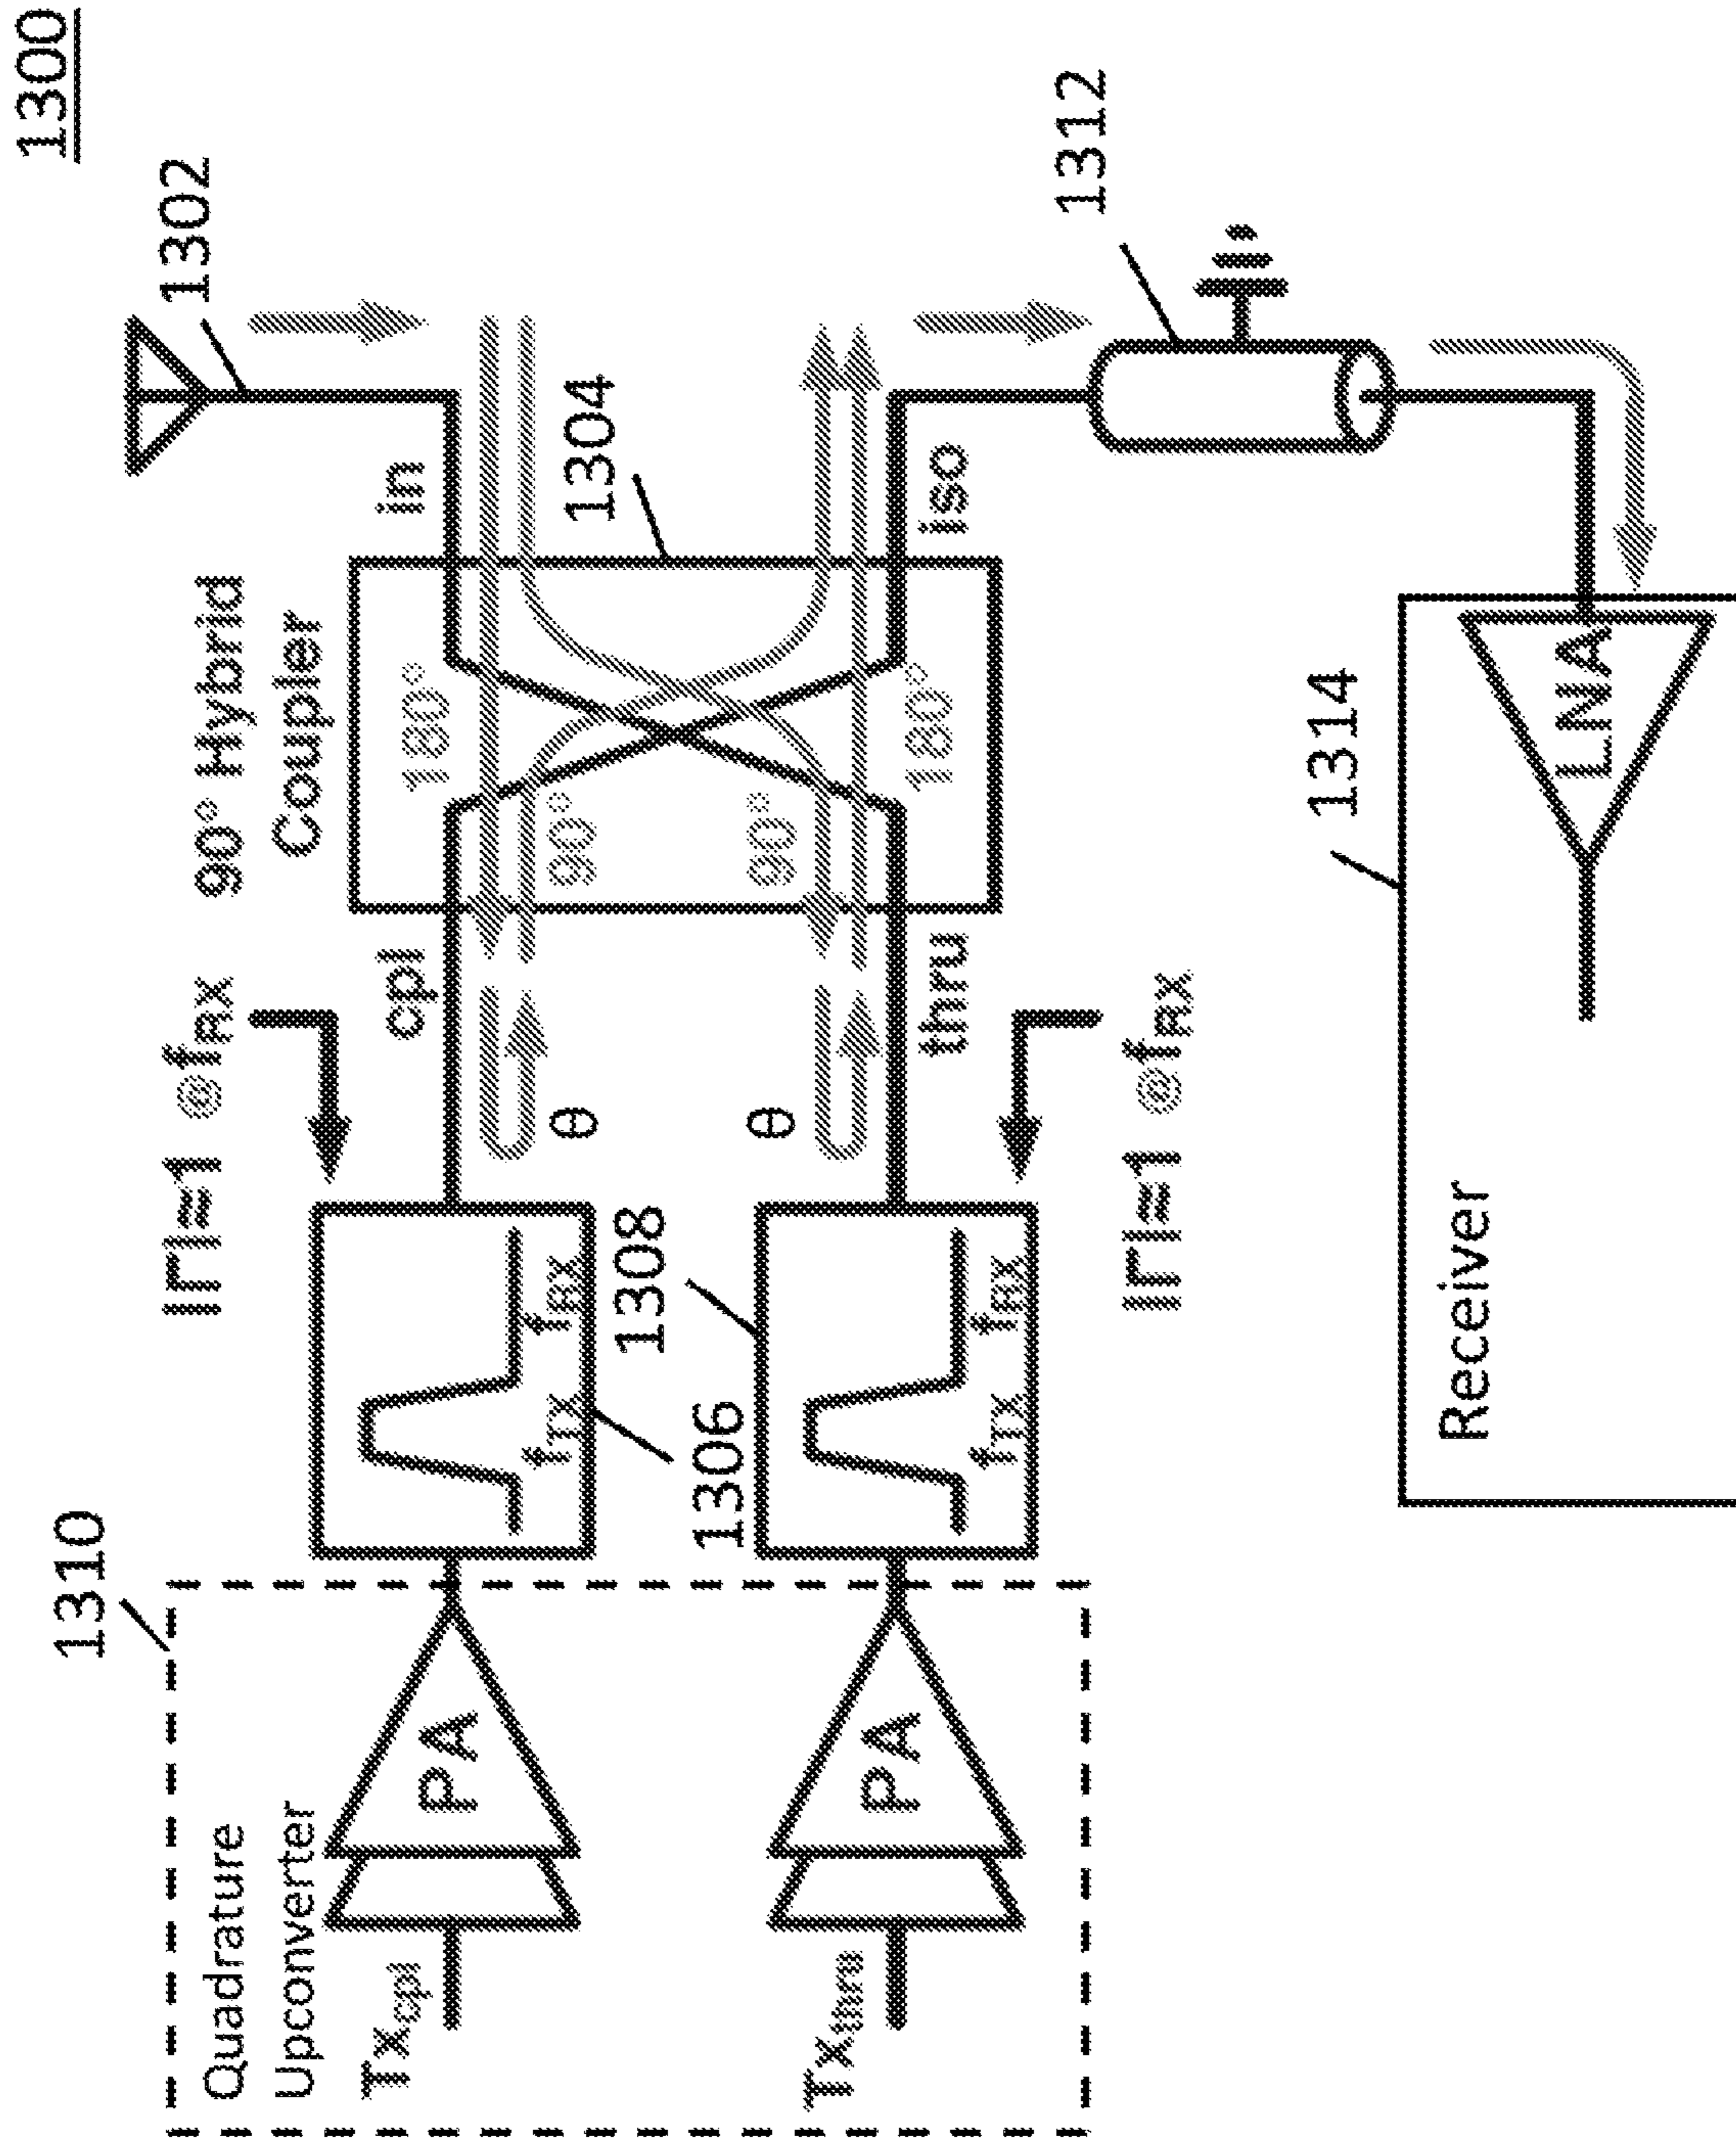 1300
1302
90° Hybrid
Coupler
in
180°
90°
cpl
1304
90°
180°
iso
thru
1312
|Γ|≈1 @fRX
θ
θ
|Γ|≈1 @fRX
fTX
fRX
1306
1308
fTX
fRX
1310
Quadrature
Upconverter
Txcpl
PA
Txthru
PA
1314
LNA
Receiver